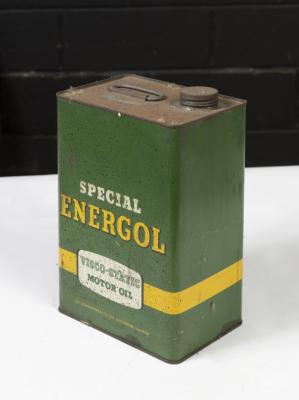 SPECIAL
ENERGOL
VISCO-STATIC
MOTOR OIL